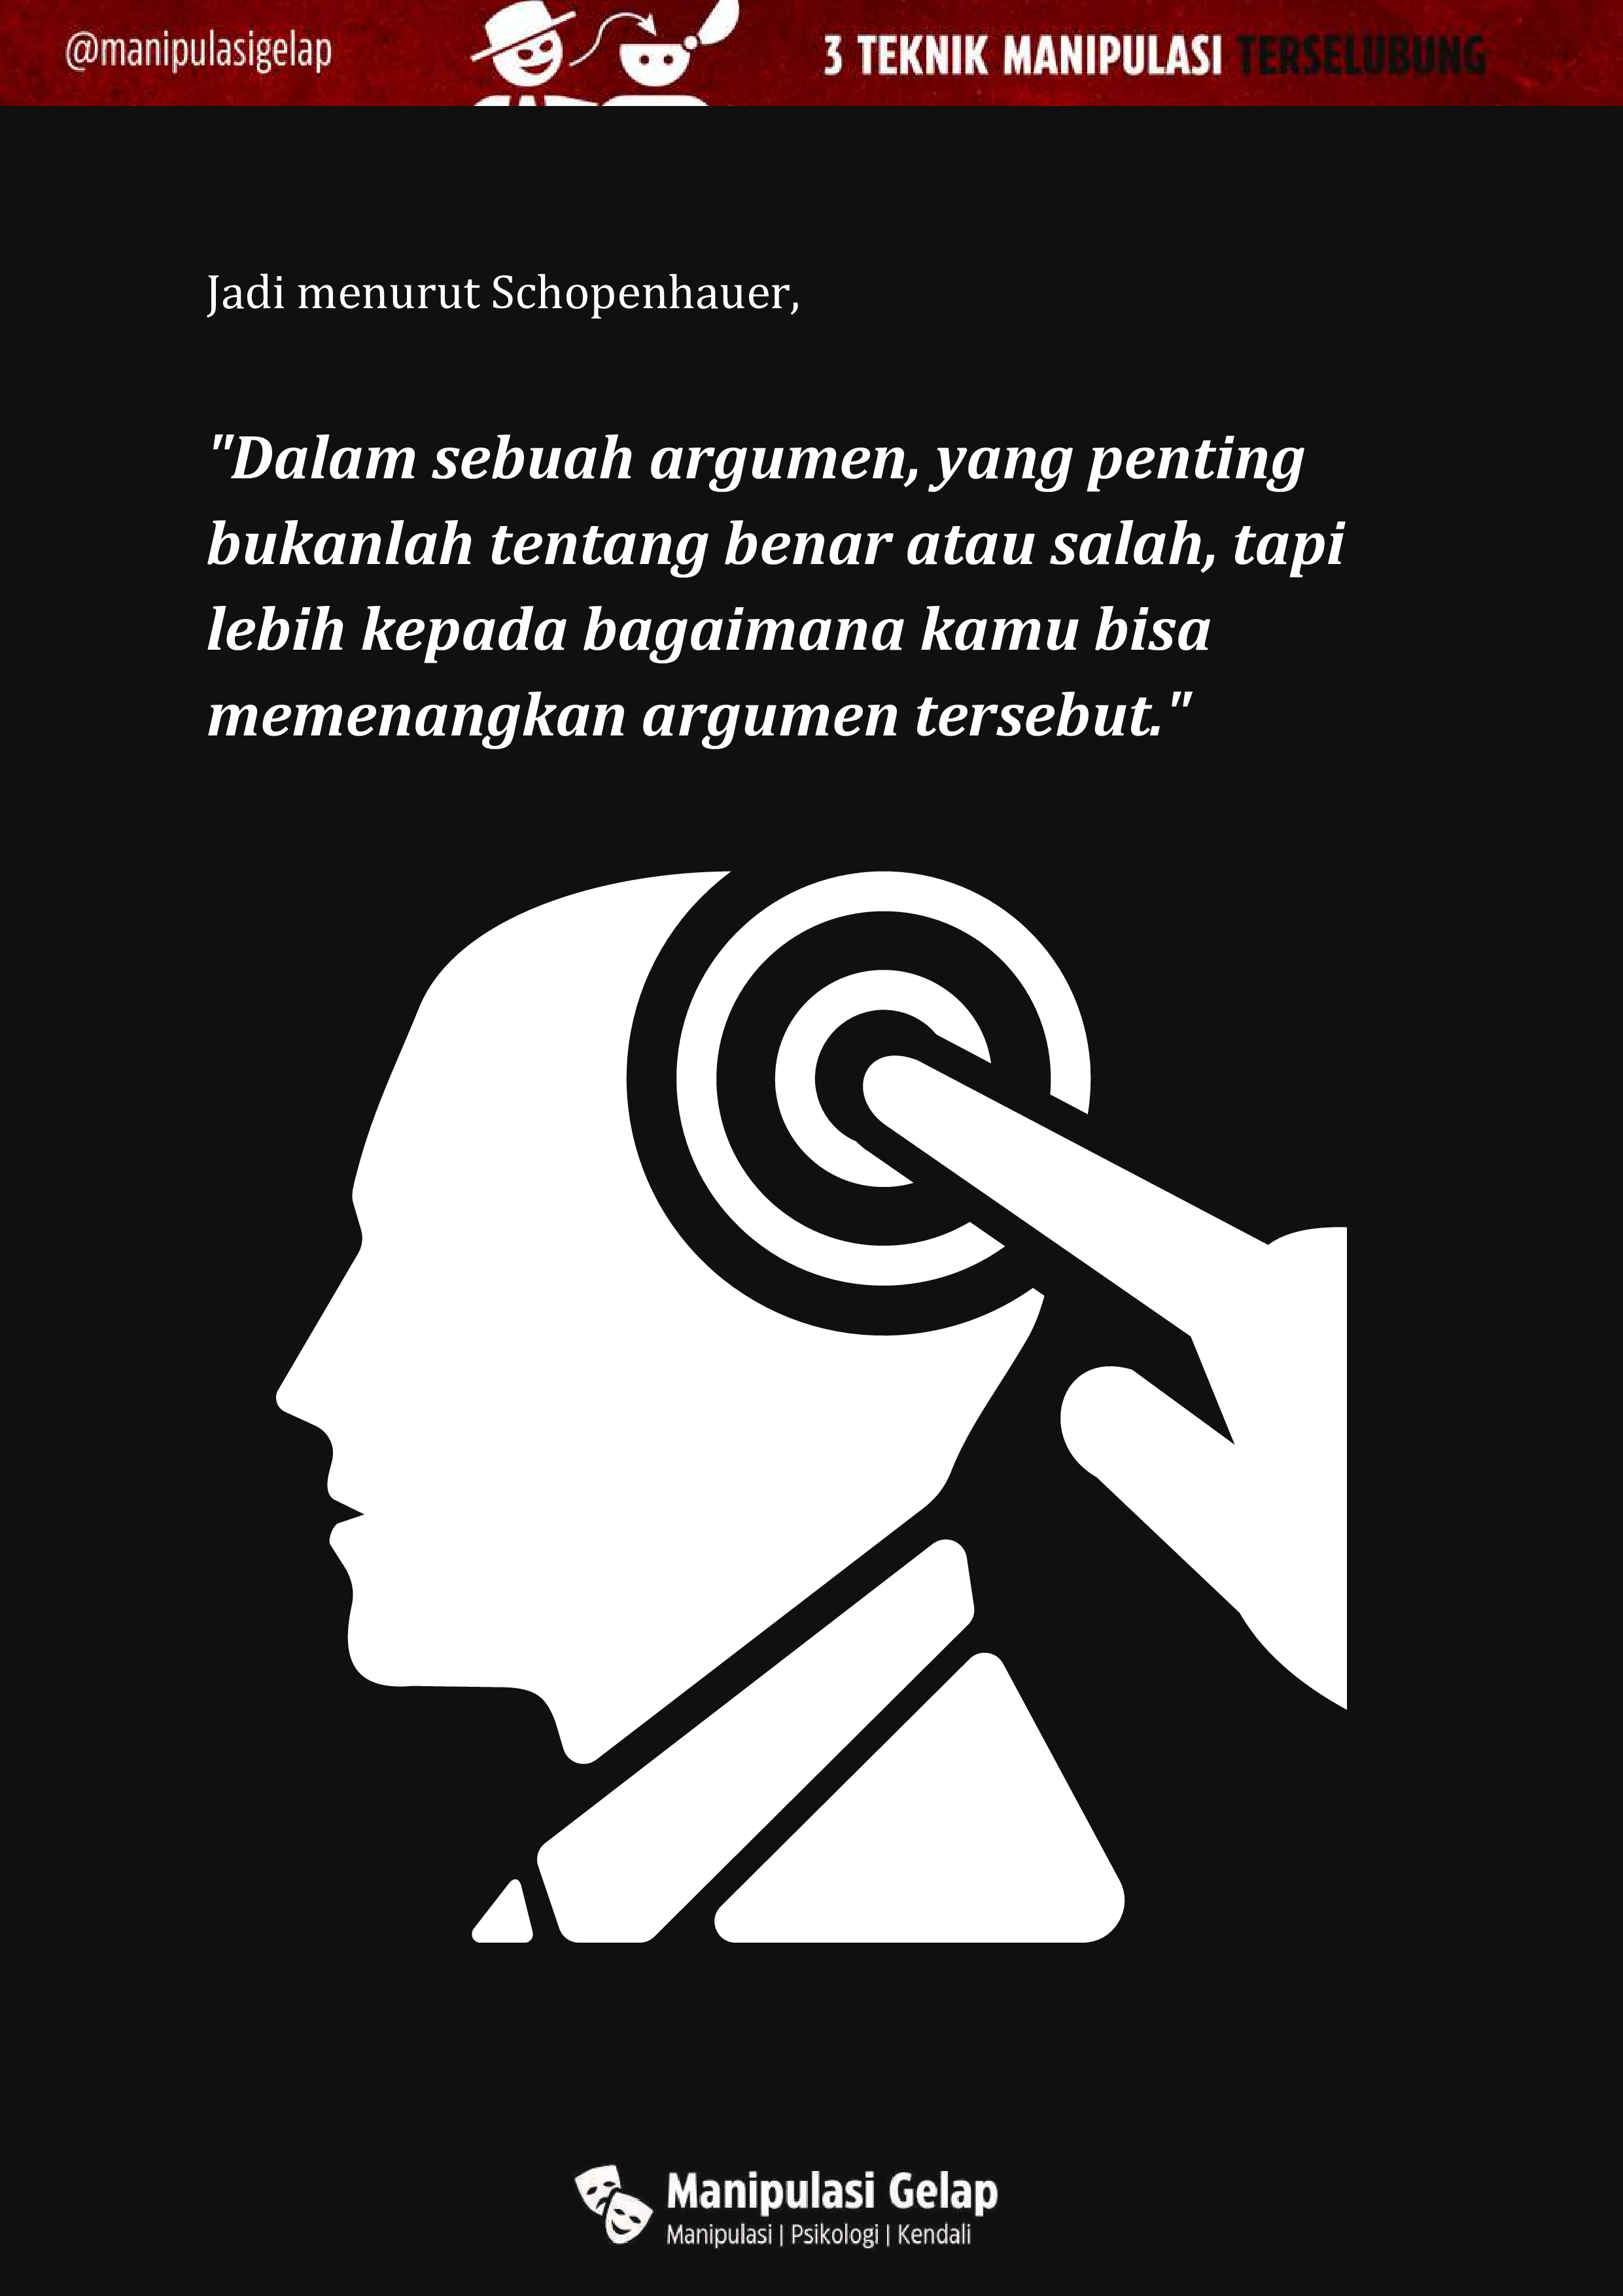 @manipulasigelap
3 TEKNIK MANIPULASI TERSELUBUNG
Jadi menurut Schopenhauer,
"Dalam sebuah argumen, yang penting
bukanlah tentang benar atau salah, tapi
lebih kepada bagaimana kamu bisa
memenangkan argumen tersebut."
Manipulasi Gelap
Manipulasi | Psikologi | Kendali